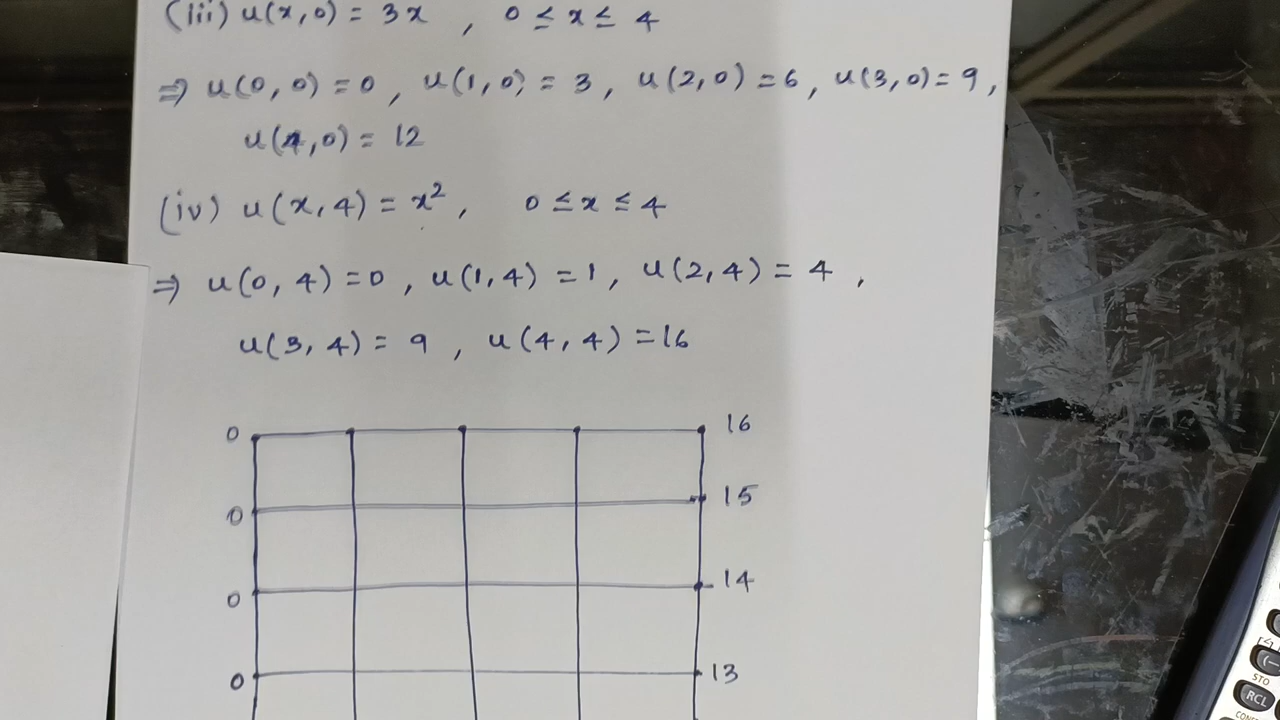 (iii) u(x,0) = 3x , 0 ≤ x ≤ 4
⇒ u(0,0) = 0 , u(1,0) = 3 , u(2,0) = 6 , u(3,0) = 9 ,
u(4,0) = 12
(iv) u(x,4) = x² , 0 ≤ x ≤ 4
⇒ u(0,4) = 0 , u(1,4) = 1 , u(2,4) = 4 ,
u(3,4) = 9 , u(4,4) = 16
0 16
0 15
0 14
0 13
STO
RCL